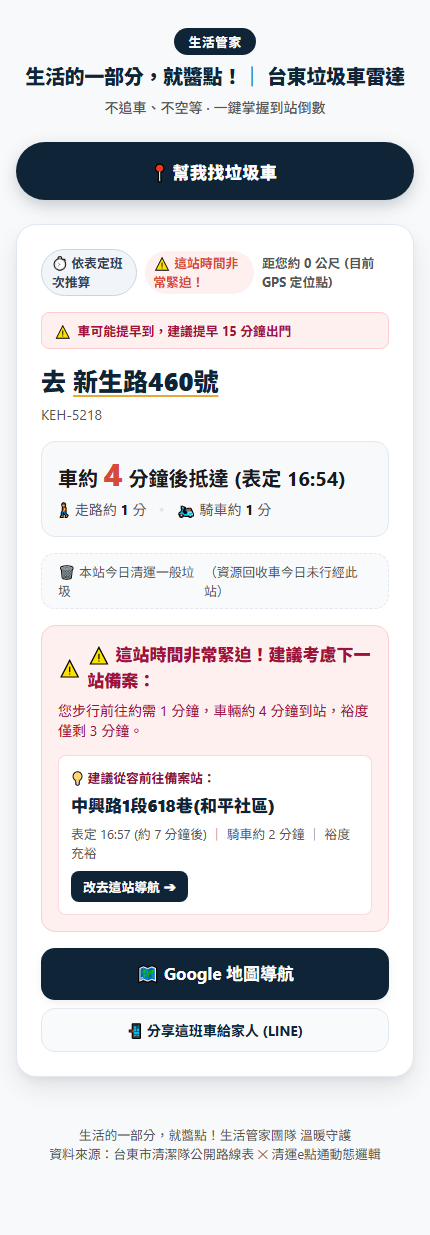 生活管家
生活的一部分，就醬點！｜ 台東垃圾車雷達
不追車、不空等 · 一鍵掌握到站倒數
📍 幫我找垃圾車
⏱️ 依表定班
次推算
⚠️ 這站時間非
常緊迫！
距您約 0 公尺 (目前
GPS 定位點)
⚠️ 車可能提早到，建議提早 15 分鐘出門
去 新生路460號
KEH-5218
車約 4 分鐘後抵達 (表定 16:54)
🚶 走路約 1 分 • 🛵 騎車約 1 分
🗑️ 本站今日清運一般垃
圾
（資源回收車今日未行經此
站）
⚠️ ⚠️ 這站時間非常緊迫！建議考慮下一
站備案：
您步行前往約需 1 分鐘，車輛約 4 分鐘到站，裕度
僅剩 3 分鐘。
💡 建議從容前往備案站：
中興路1段618巷(和平社區)
表定 16:57 (約 7 分鐘後) ｜ 騎車約 2 分鐘 ｜ 裕度
充裕
改去這站導航 ➔
🗺️ Google 地圖導航
📲 分享這班車給家人 (LINE)
生活的一部分，就醬點！生活管家團隊 溫暖守護
資料來源：台東市清潔隊公開路線表 ╳ 清運e點通動態邏輯